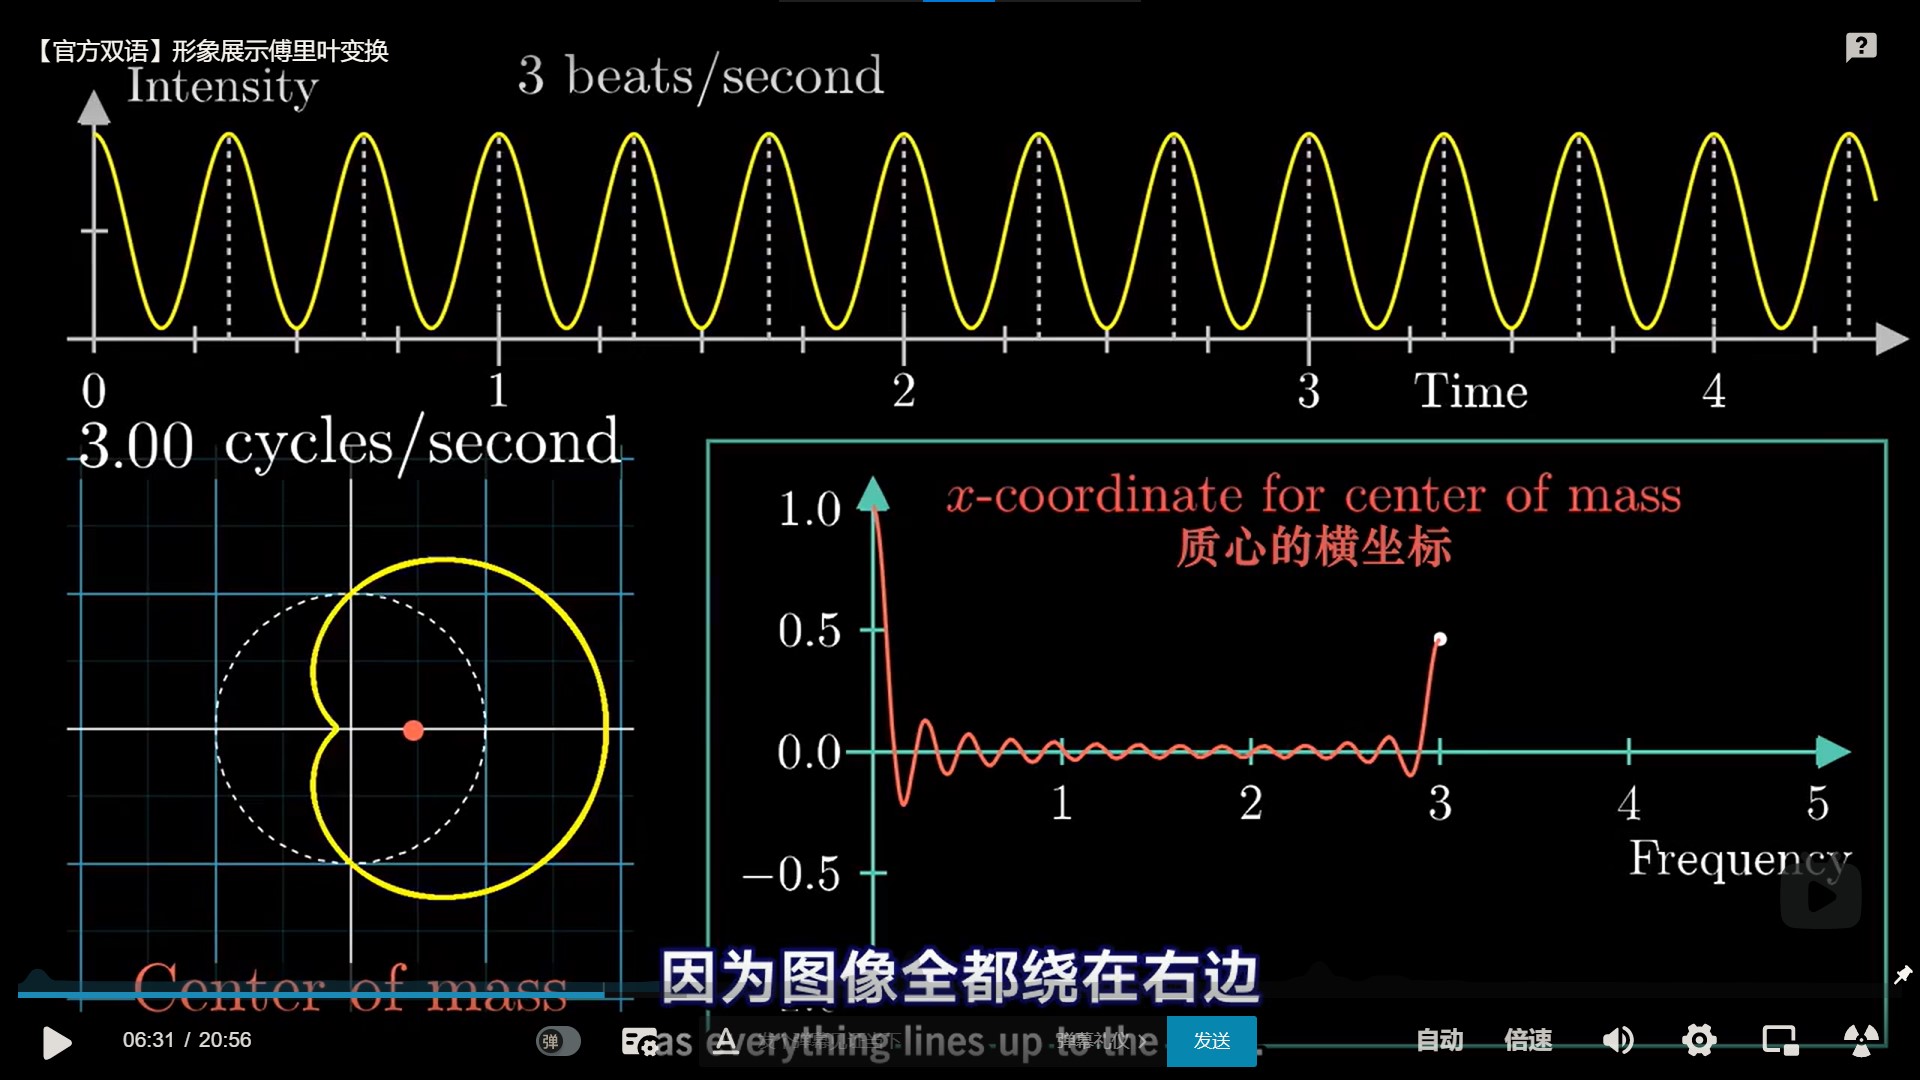 【官方双语】形象展示傅里叶变换
Intensity
3 beats/second
0 1 2 3 Time 4
3.00 cycles/second
x-coordinate for center of mass
质心的横坐标
1.0
0.5
0.0
-0.5
1 2 3 4 5
Frequency
Center of mass
因为图像全都绕在右边
as everything lines up to the
06:31 / 20:56
弹
弹幕礼仪
发送
自动
倍速